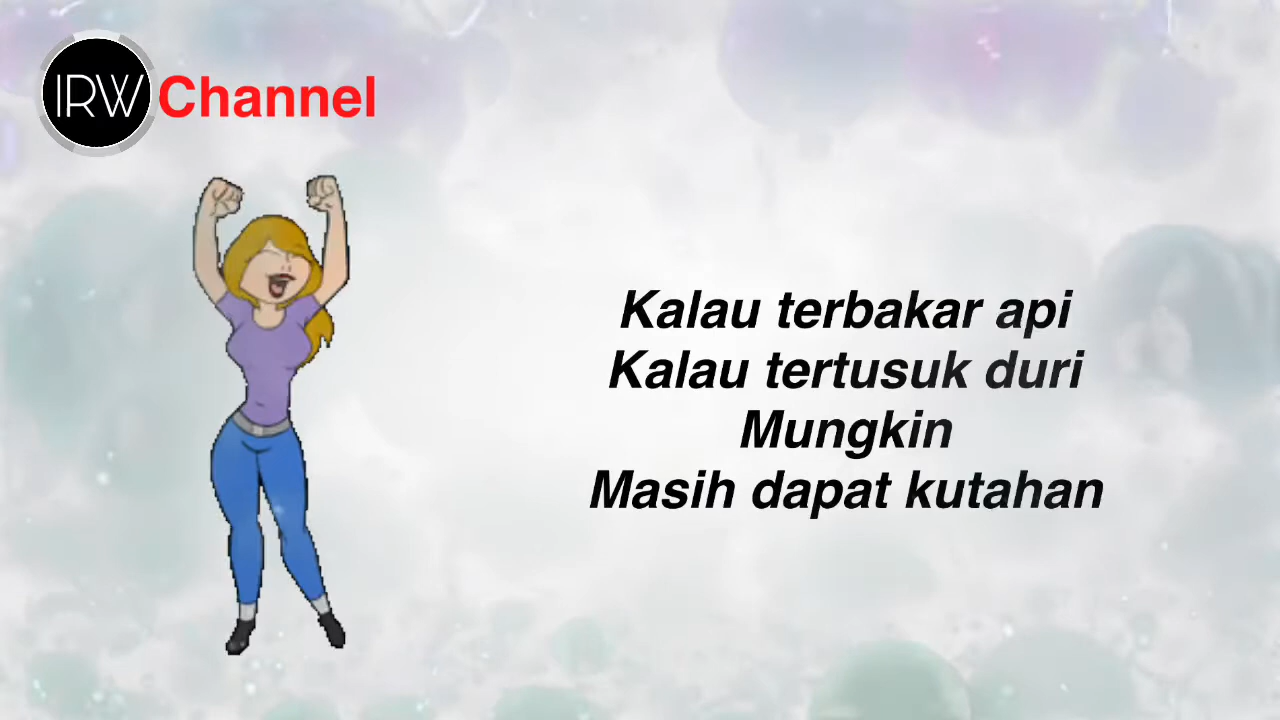 IRW Channel
Kalau terbakar api
Kalau tertusuk duri
Mungkin
Masih dapat kutahan